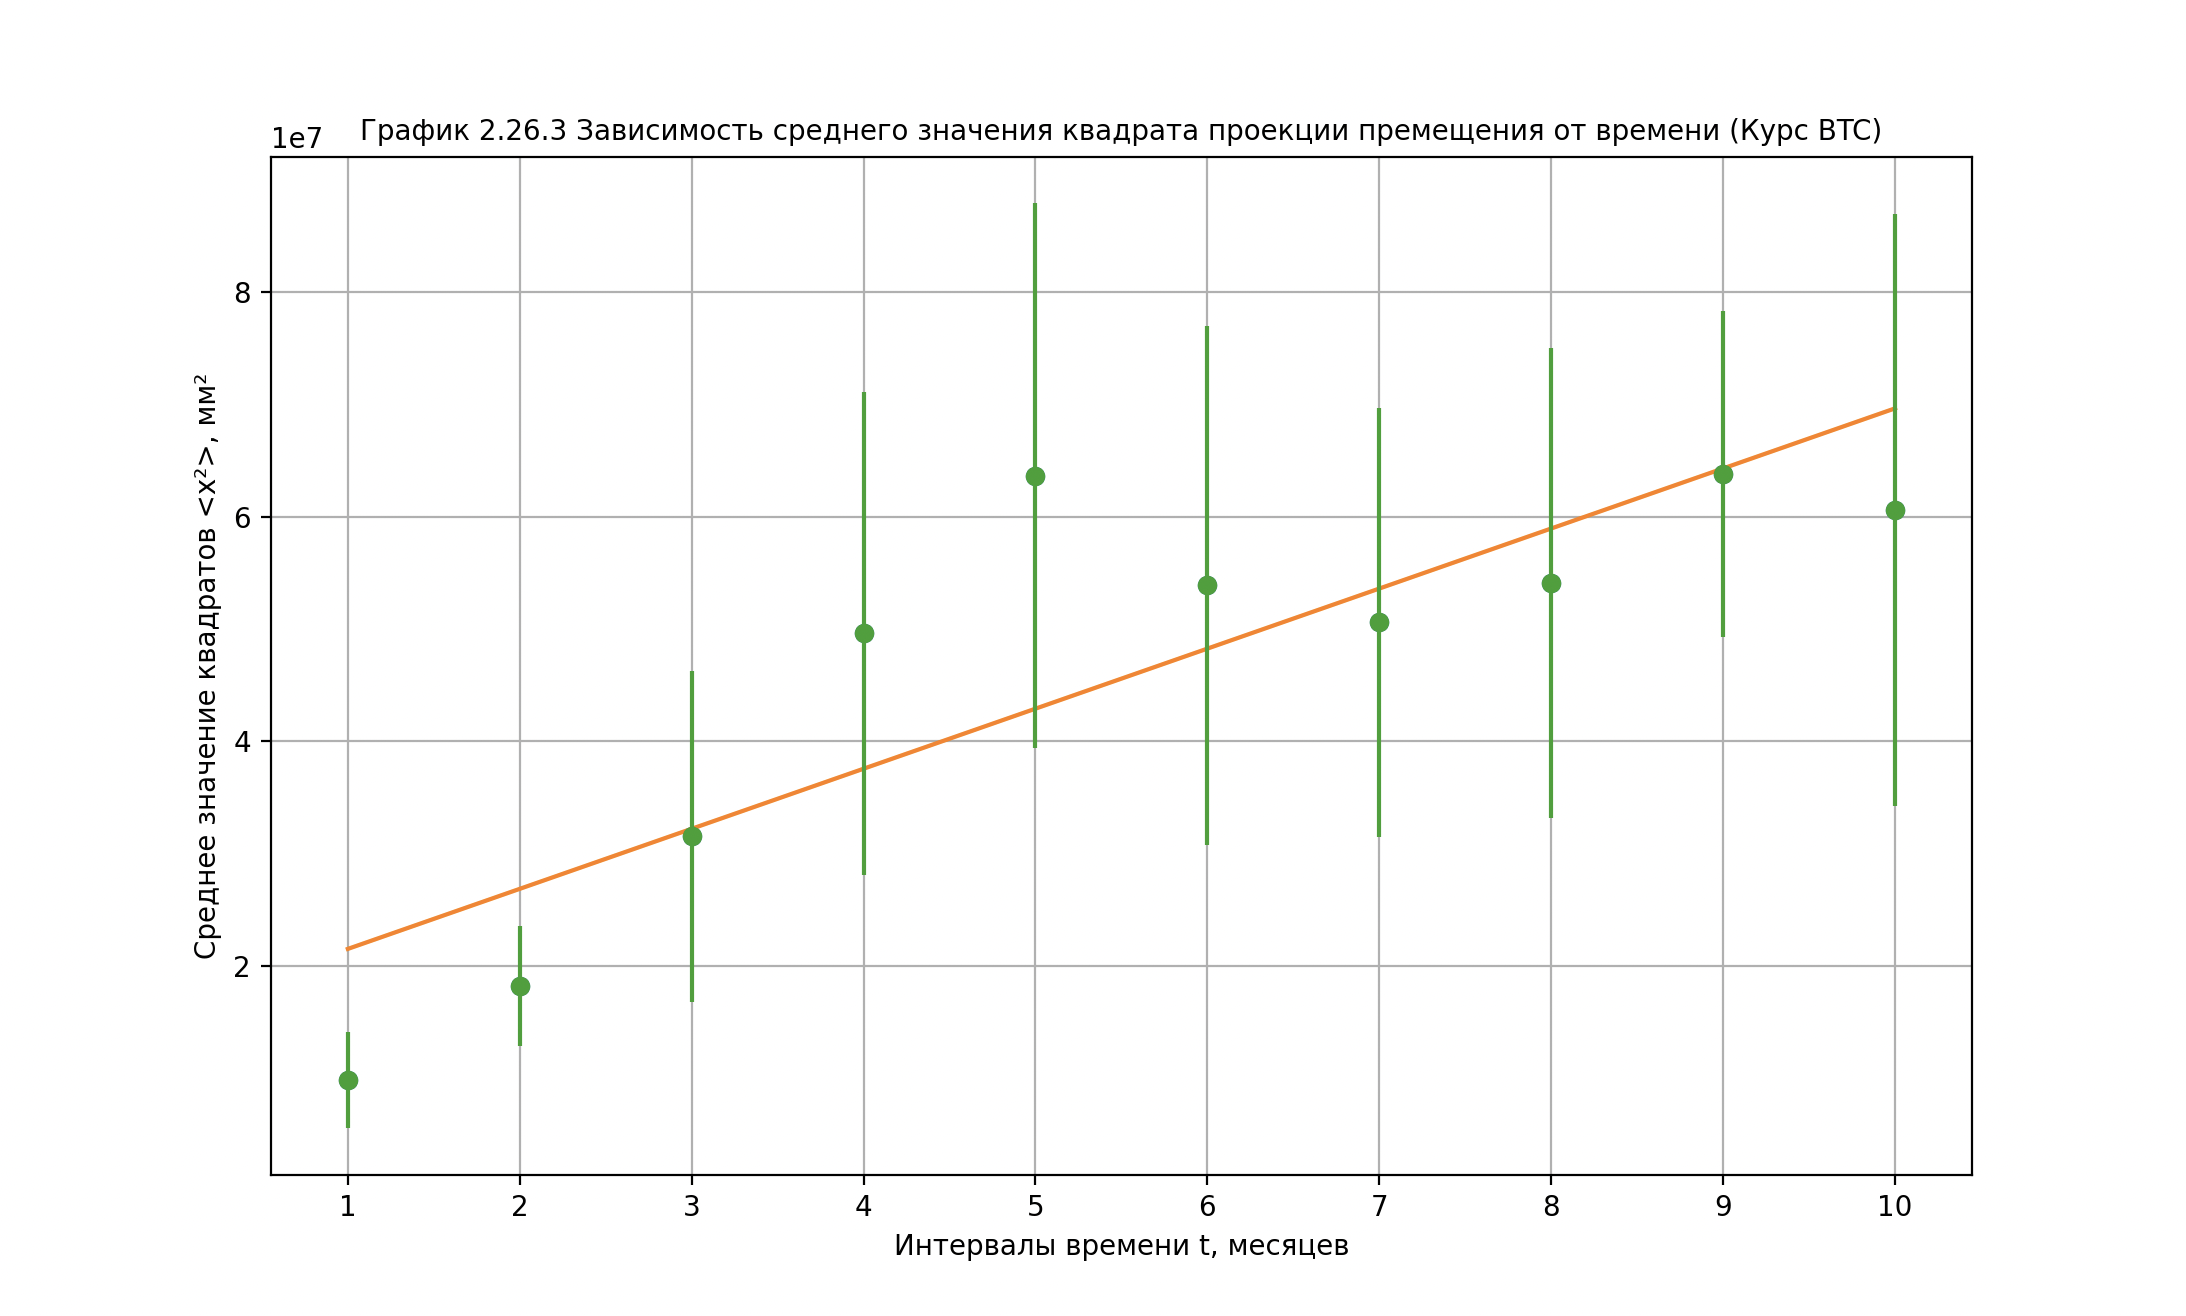 График 2.26.3 Зависимость среднего значения квадрата проекции премещения от времени (Курс BTC)
1e7
8
6
4
2
Среднее значение квадратов <x²>, мм²
1 2 3 4 5 6 7 8 9 10
Интервалы времени t, месяцев